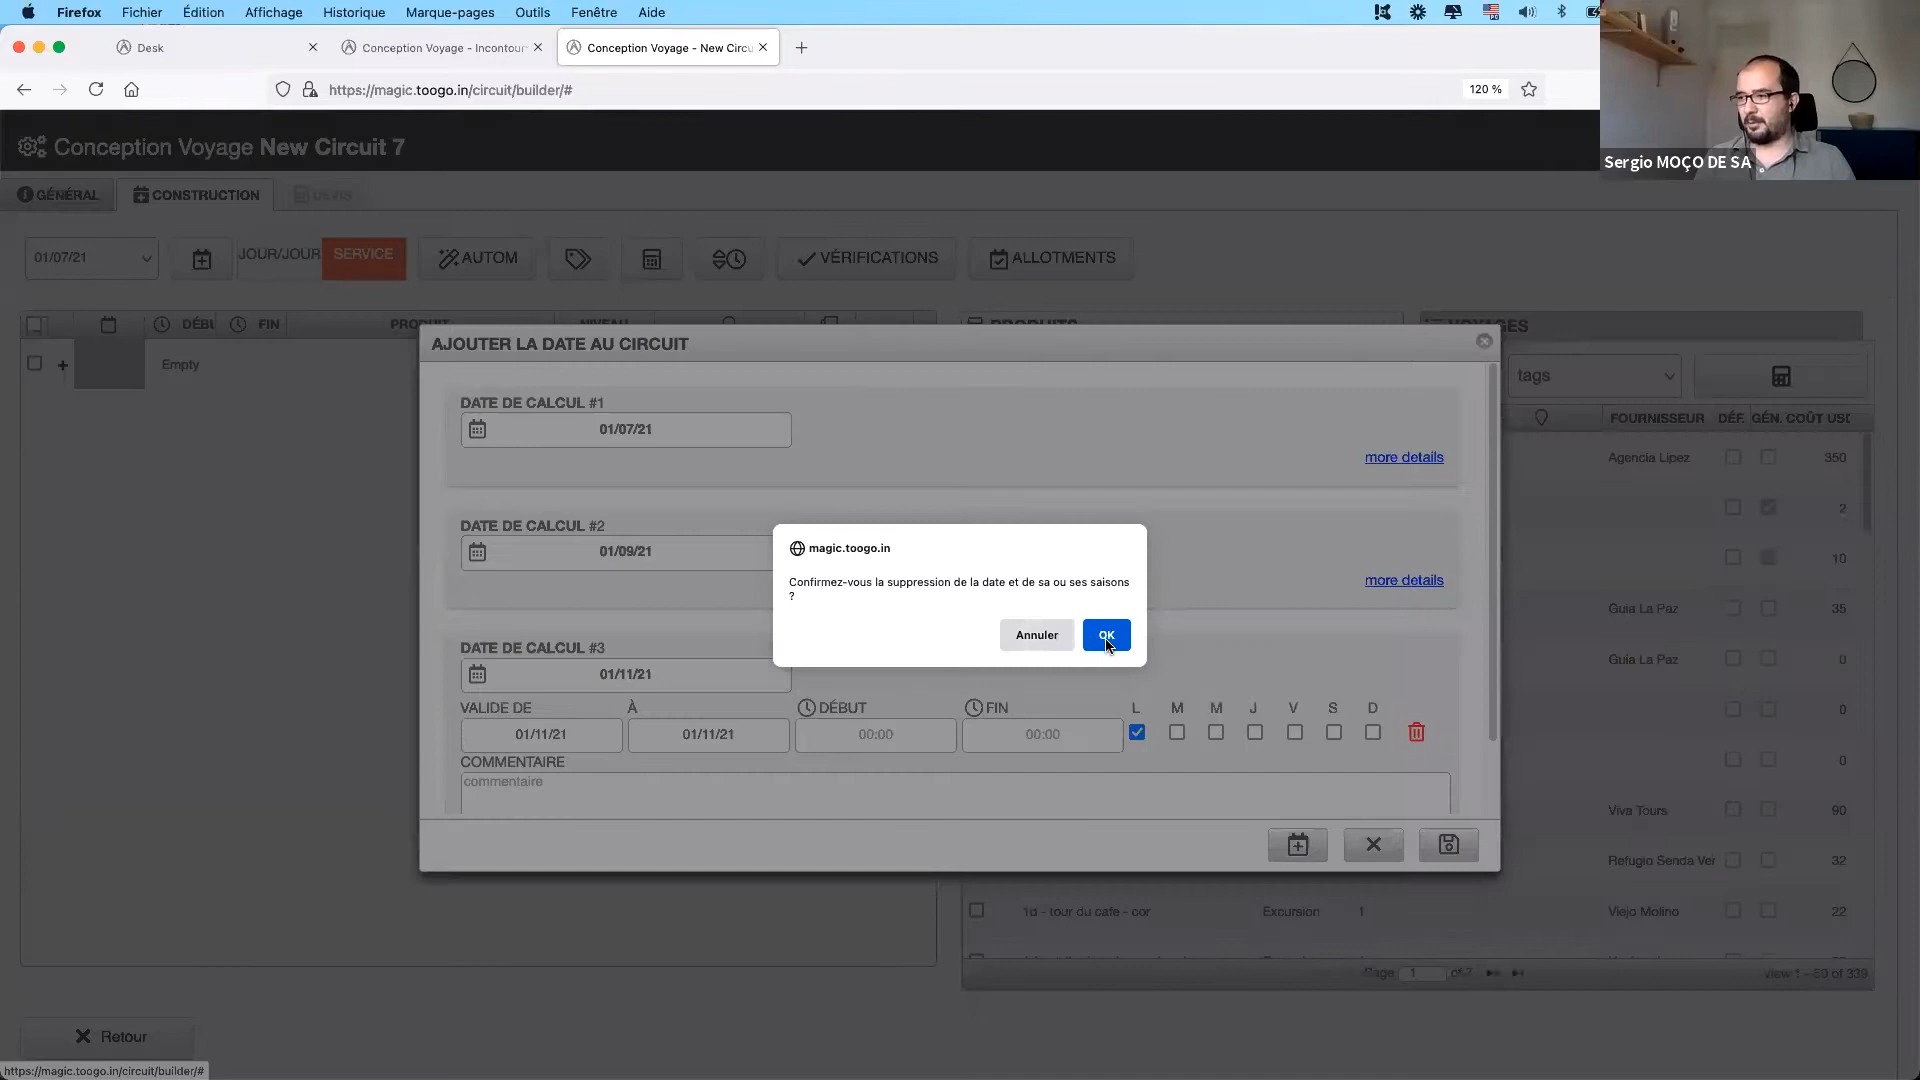 Firefox Fichier Édition Affichage Historique Marque-pages Outils Fenêtre Aide
Desk
Conception Voyage - Incontour
Conception Voyage - New Circu
https://magic.toogo.in/circuit/builder/#
120 %
Sergio MOÇO DE SA
Conception Voyage New Circuit 7
GÉNÉRAL
CONSTRUCTION
DEVIS
01/07/21
JOUR/JOUR
SERVICE
AUTOM
VÉRIFICATIONS
ALLOTMENTS
DÉBU
FIN
PRODUIT
NIVEAU
PRODUITS
VOYAGES
Empty
tags
FOURNISSEUR DÉF. GÉN. COÛT USD
AJOUTER LA DATE AU CIRCUIT
DATE DE CALCUL #1
01/07/21
more details
DATE DE CALCUL #2
01/09/21
more details
magic.toogo.in
Confirmez-vous la suppression de la date et de sa ou ses saisons
?
Annuler
OK
DATE DE CALCUL #3
01/11/21
VALIDE DE
À
DÉBUT
FIN
L M M J V S D
01/11/21
01/11/21
00:00
00:00
COMMENTAIRE
commentaire
Agencia Lipez 350
2
10
Guia La Paz 35
Guia La Paz 0
0
0
Viva Tours 90
Refugio Senda Ver 32
1d - tour du cafe - cor Excursion 1 Viejo Molino 22
Page 1 of 7
View 1 - 50 of 339
Retour
https://magic.toogo.in/circuit/builder/#